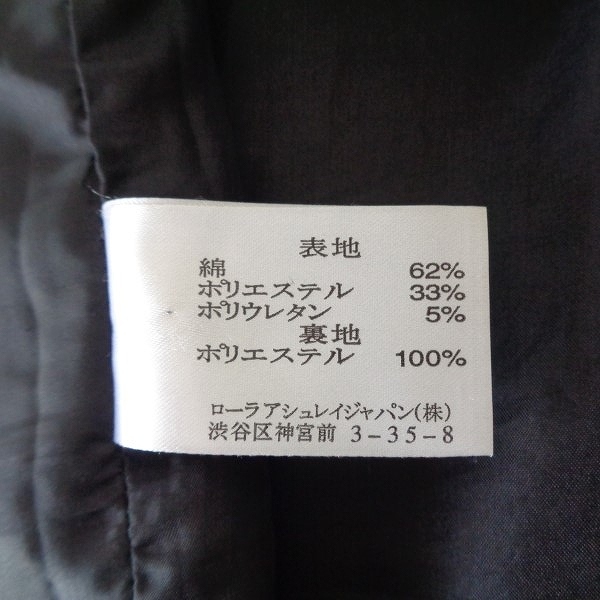 表地
綿 62%
ポリエステル 33%
ポリウレタン 5%
裏地
ポリエステル 100%
ローラアシュレイジャパン(株)
渋谷区神宮前 3-35-8